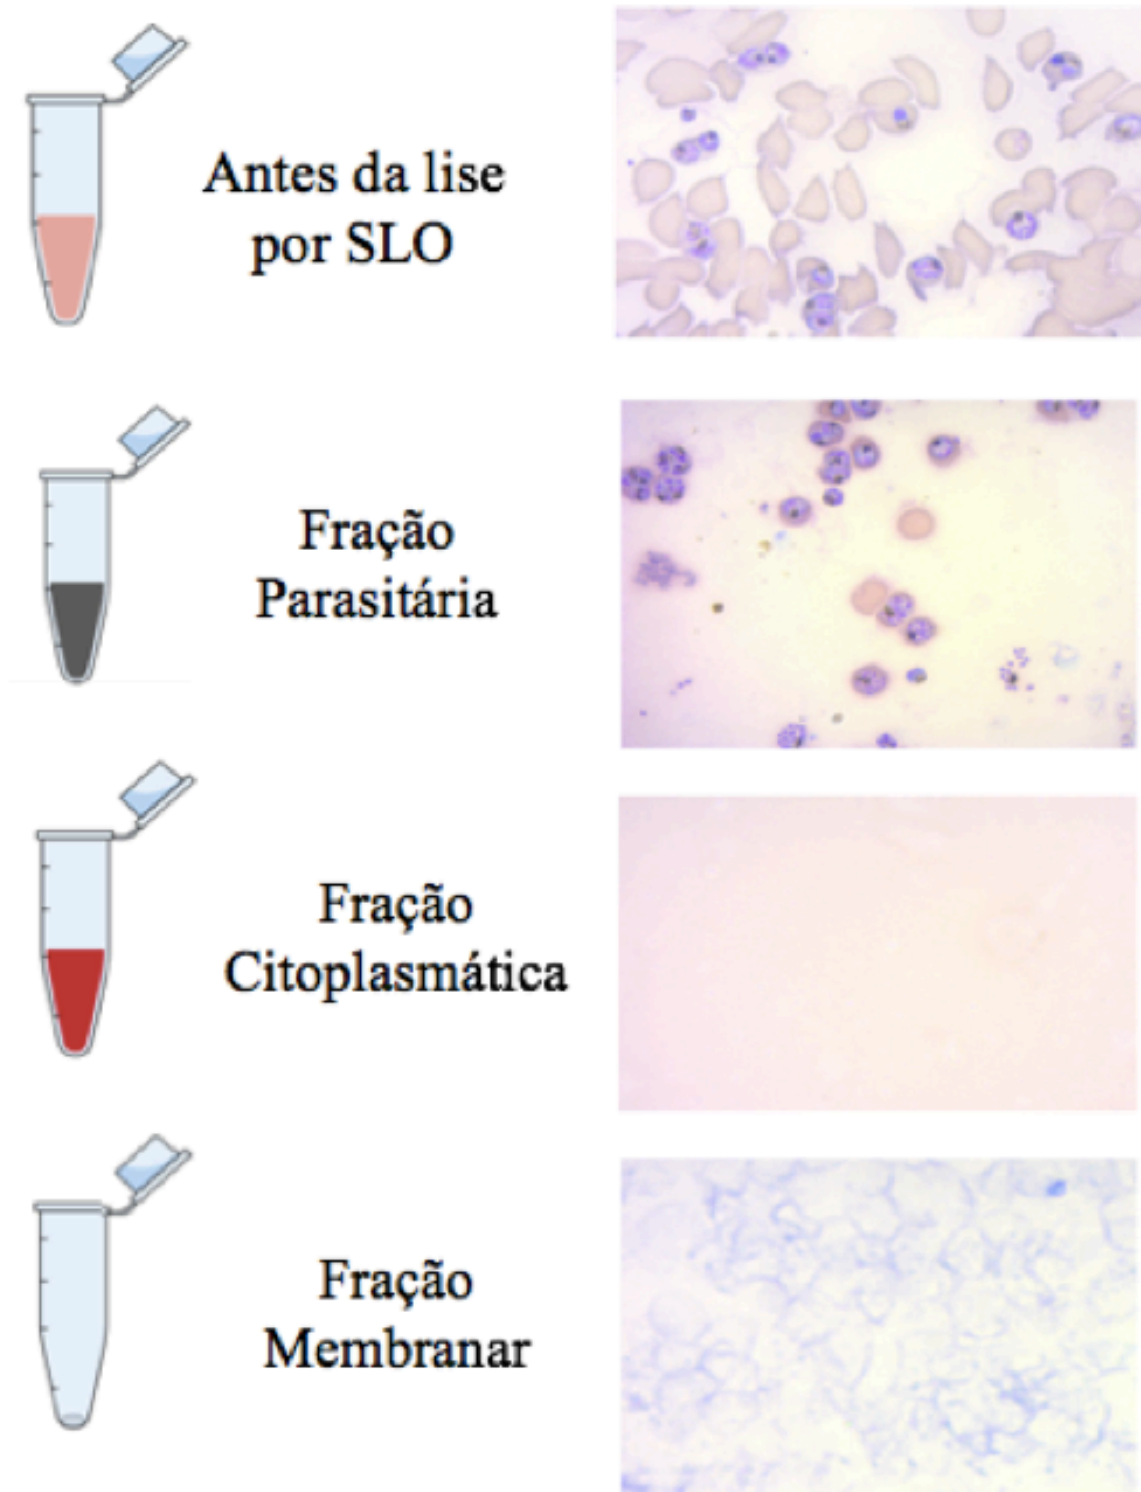 Antes da lise
por SLO
Fração
Parasitária
Fração
Citoplasmática
Fração
Membranar